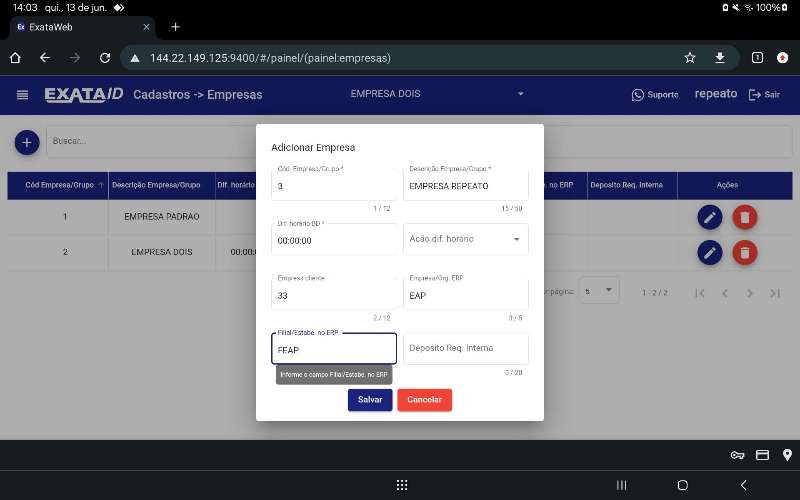 14:03 qui., 13 de jun.
100%
Ex ExataWeb
144.22.149.125:9400/#/painel/(painel:empresas)
1
EXATA ID Cadastros -> Empresas EMPRESA DOIS Suporte repeato Sair
Buscar...
Cód Empresa/Grupo Descrição Empresa/Grupo Dif. horário no ERP Deposito Req. Interna Ações
1 EMPRESA PADRAO
2 EMPRESA DOIS 00:00:0
página: 5 1 - 2 / 2
Adicionar Empresa
Cód. Empresa/Grupo *
3
1 / 12
Descrição Empresa/Grupo *
EMPRESA REPEATO
15 / 50
Dif. horário BD *
00:00:00
Ação dif. horário
Empresa cliente
33
2 / 12
Empresa/Org. ERP
EAP
3 / 5
Filial/Estabe. no ERP
FEAP
Informe o campo Filial/Estabe. no ERP
Deposito Req. Interna
0 / 20
Salvar Cancelar